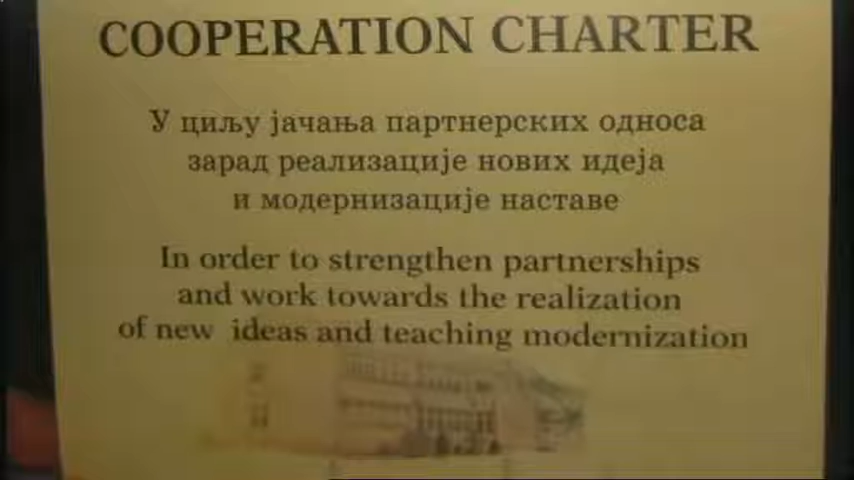 COOPERATION CHARTER
У циљу јачања партнерских односа
зарад реализације нових идеја
и модернизације наставе
In order to strengthen partnerships
and work towards the realization
of new ideas and teaching modernization